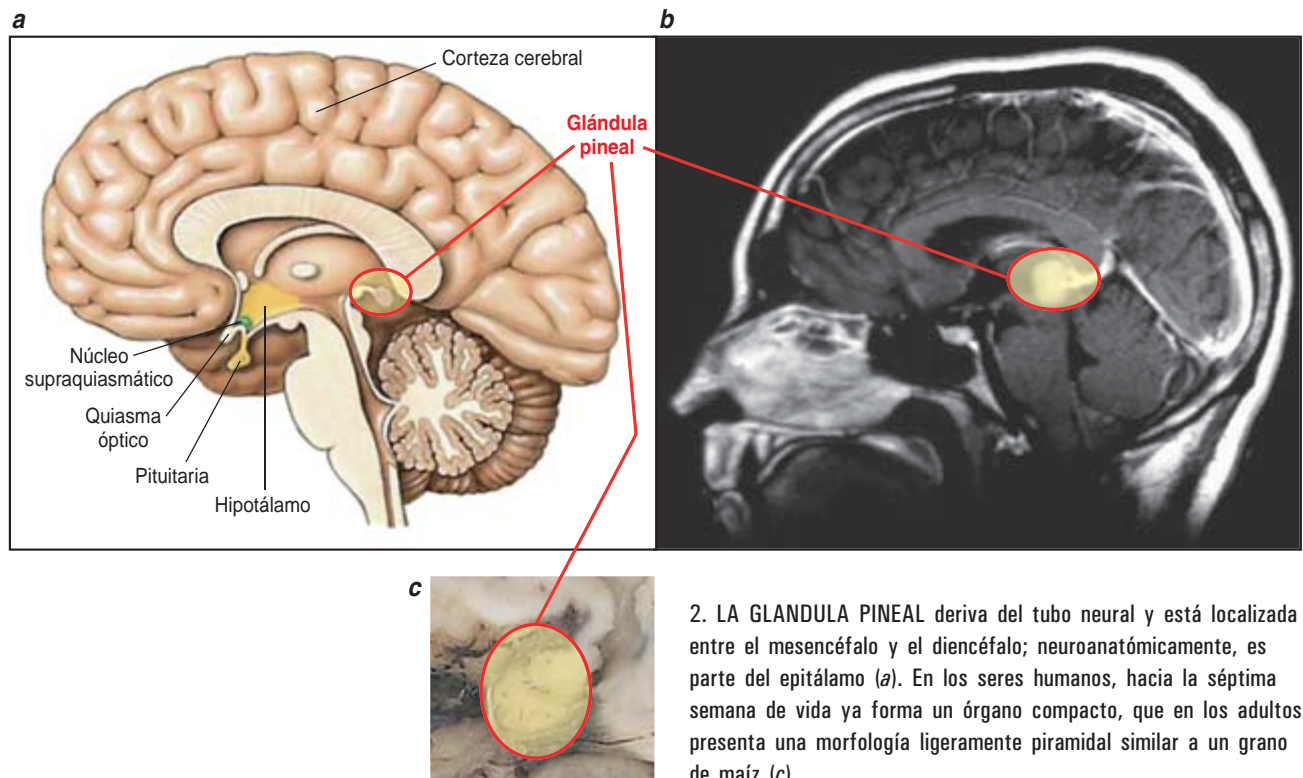 a
b
Corteza cerebral
Glándula
pineal
Núcleo
supraquiasmático
Quiasma
óptico
Pituitaria
Hipotálamo
c
2. LA GLANDULA PINEAL deriva del tubo neural y está localizada
entre el mesencéfalo y el diencéfalo; neuroanatómicamente, es
parte del epitálamo (a). En los seres humanos, hacia la séptima
semana de vida ya forma un órgano compacto, que en los adultos
presenta una morfología ligeramente piramidal similar a un grano
de maíz (c).